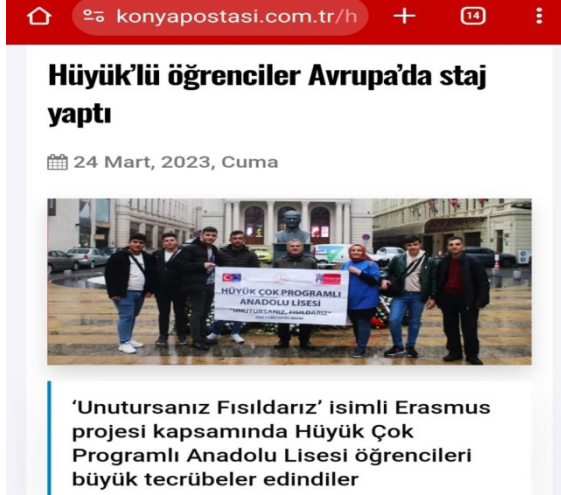 konyapostasi.com.tr/h
14
Hüyük’lü öğrenciler Avrupa’da staj
yaptı
24 Mart, 2023, Cuma
HÜYÜK ÇOK PROGRAMLI
ANADOLU LİSESİ
"UNUTURSANIZ, FISILDARIZ"
‘Unutursanız Fısıldarız’ isimli Erasmus
projesi kapsamında Hüyük Çok
Programlı Anadolu Lisesi öğrencileri
büyük tecrübeler edindiler